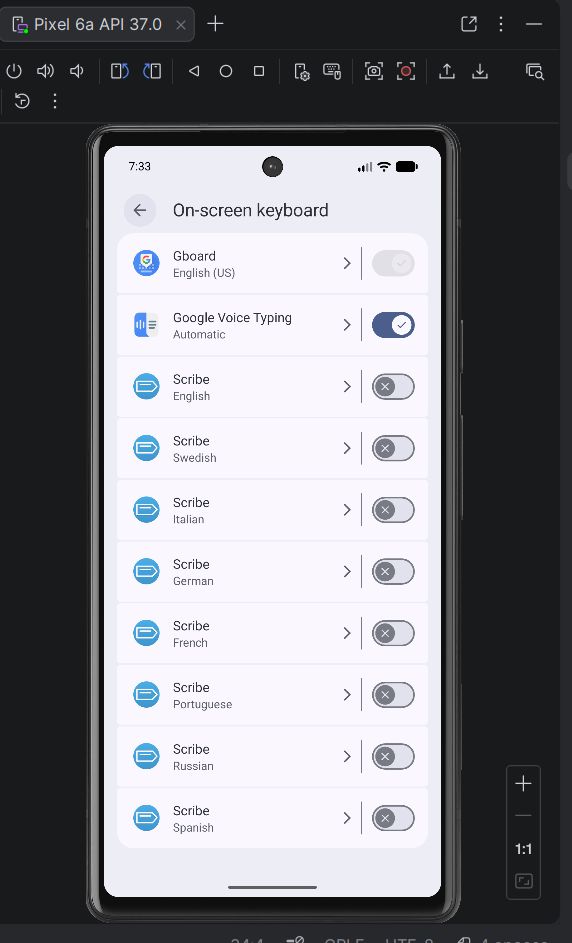 Pixel 6a API 37.0
7:33
On-screen keyboard
Gboard
English (US)
Google Voice Typing
Automatic
Scribe
English
Scribe
Swedish
Scribe
Italian
Scribe
German
Scribe
French
Scribe
Portuguese
Scribe
Russian
Scribe
Spanish
1:1